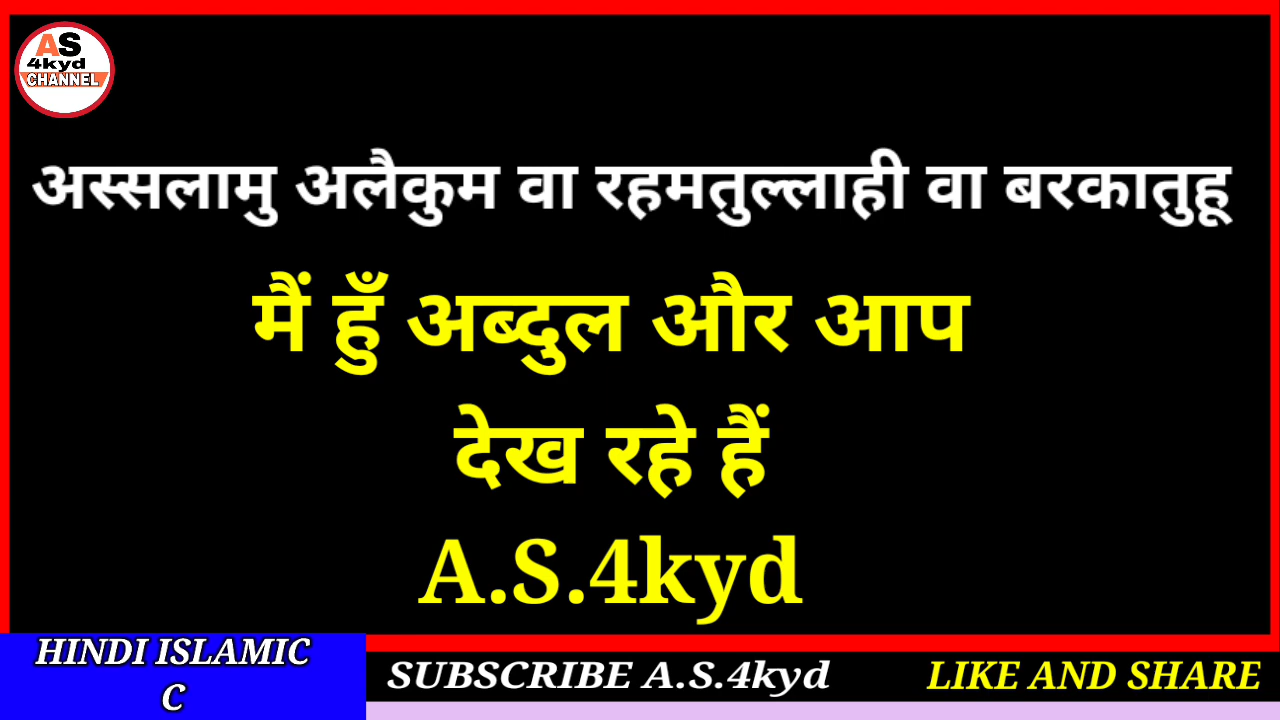 AS
4kyd
CHANNEL
अस्सलामु अलैकुम वा रहमतुल्लाही वा बरकातुहू
मैं हुँ अब्दुल और आप
देख रहे हैं
A.S.4kyd
HINDI ISLAMIC
C
SUBSCRIBE A.S.4kyd
LIKE AND SHARE